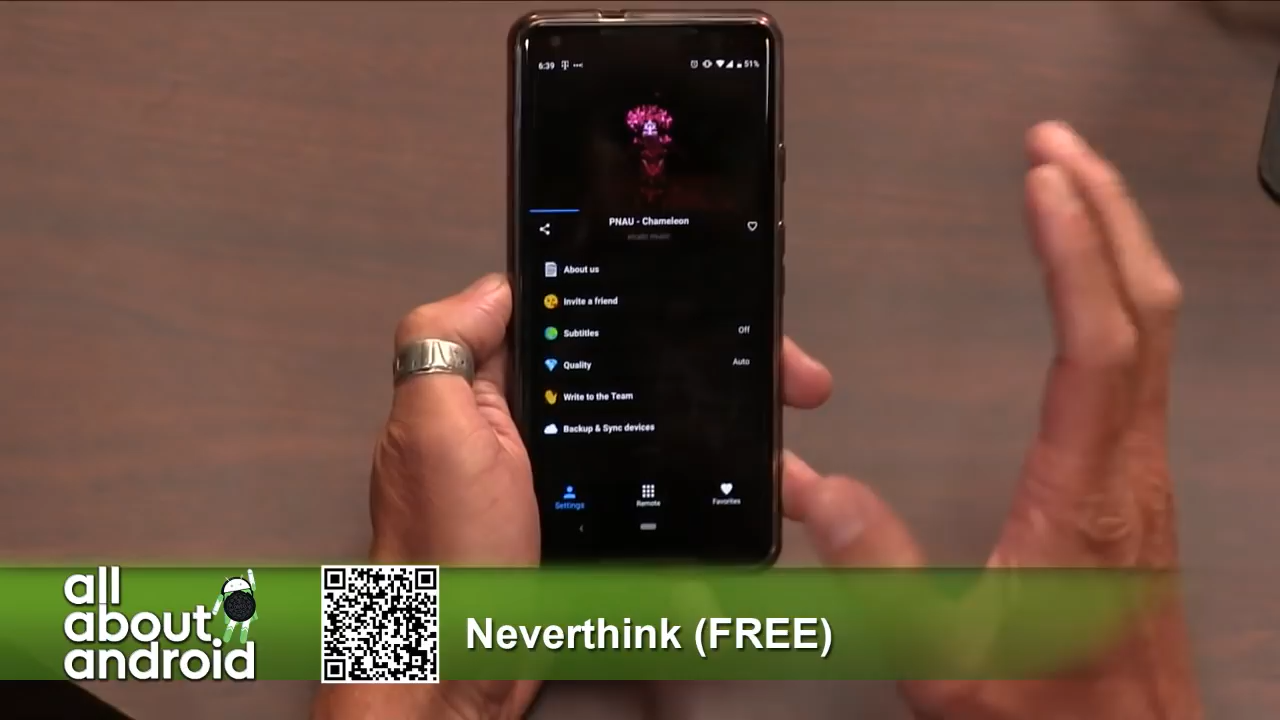 6:39
51%
PNAU - Chameleon
About us
Invite a friend
Subtitles Off
Quality Auto
Write to the Team
Backup & Sync devices
Settings Remote Favorites
all
about
android
Neverthink (FREE)